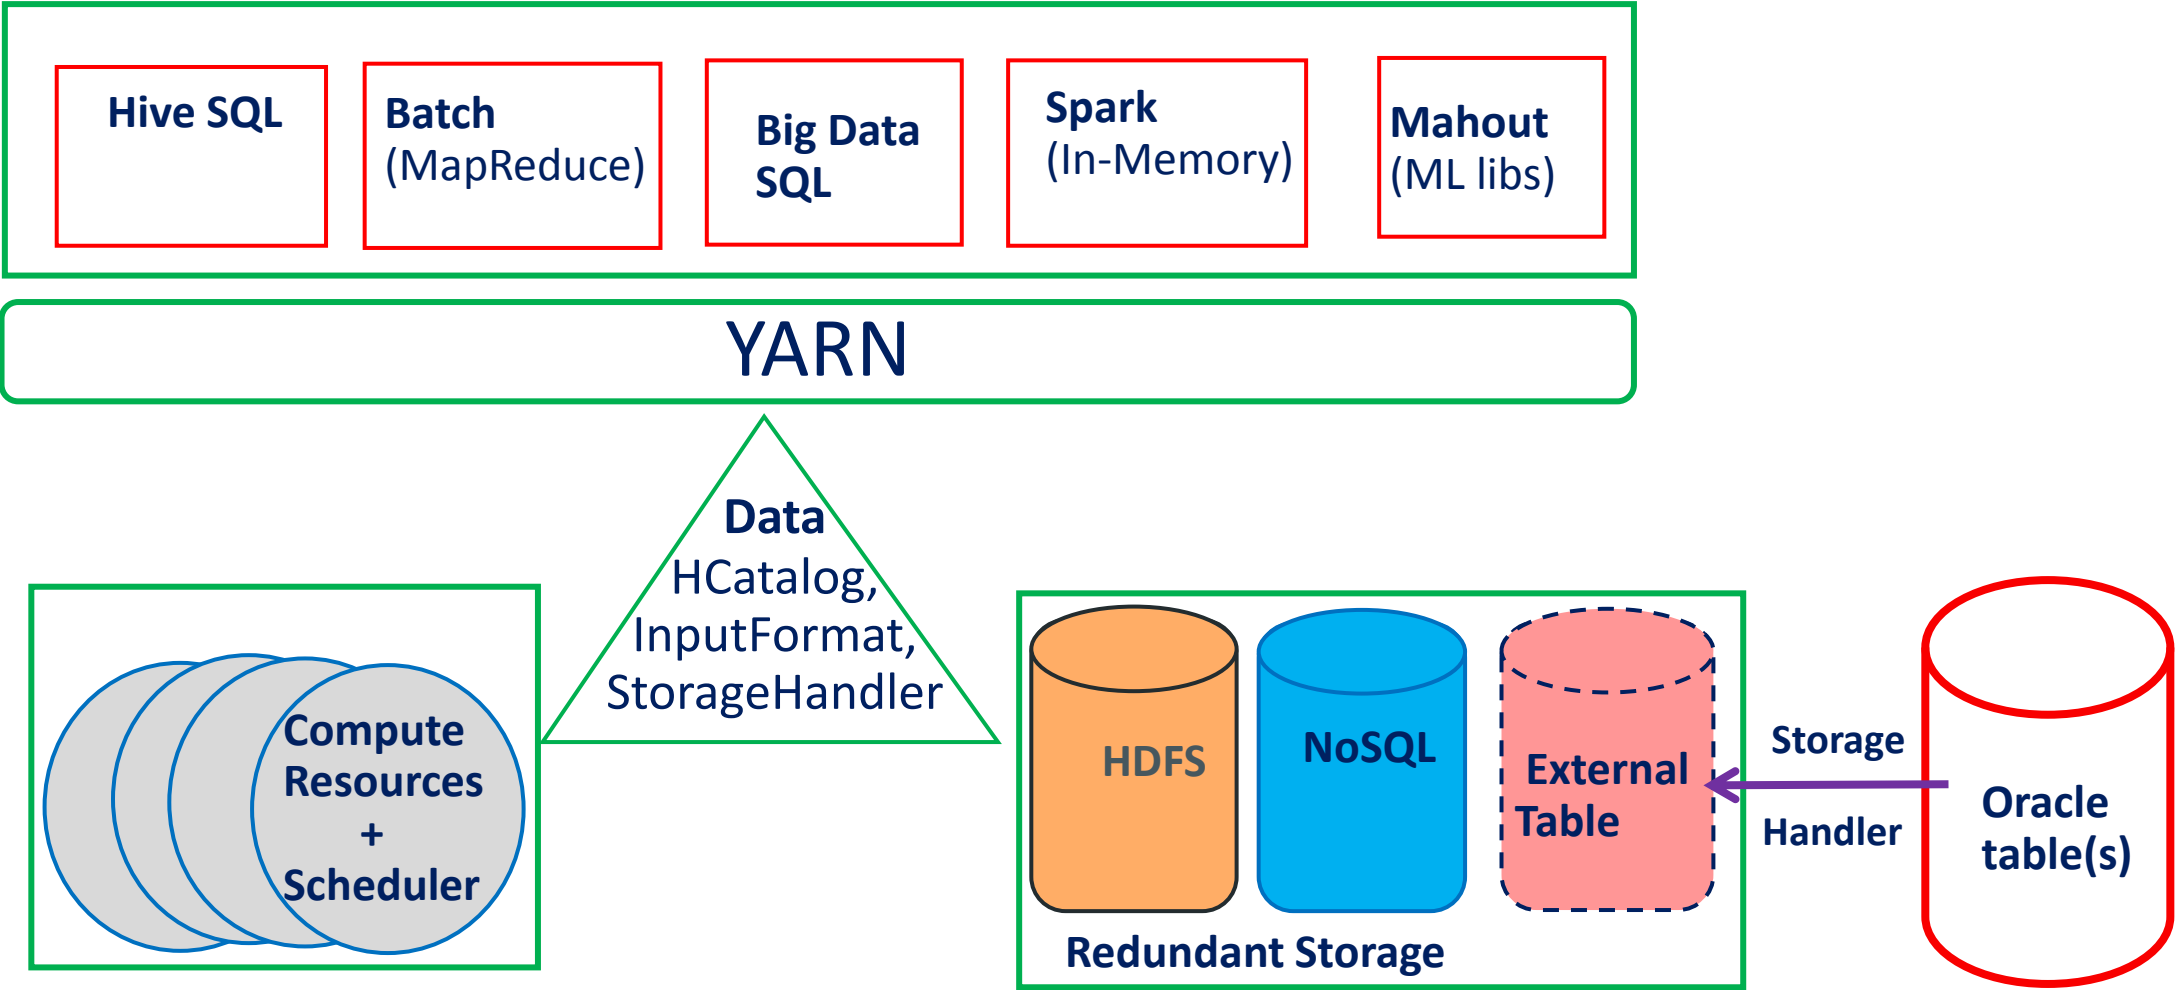 Hive SQL
Batch
(MapReduce)
Big Data
SQL
Spark
(In-Memory)
Mahout
(ML libs)
YARN
Data
HCatalog,
InputFormat,
StorageHandler
Compute
Resources
+
Scheduler
HDFS
NoSQL
External
Table
Redundant Storage
Storage
Handler
Oracle
table(s)